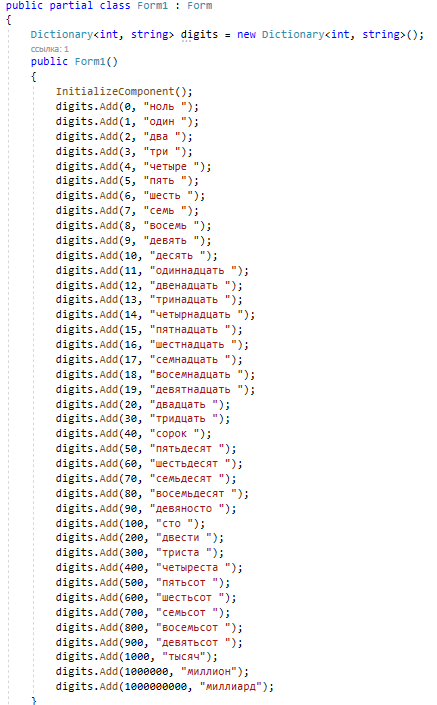 public partial class Form1 : Form
{
Dictionary<int, string> digits = new Dictionary<int, string>();
ссылка: 1
public Form1()
{
InitializeComponent();
digits.Add(0, "ноль ");
digits.Add(1, "один ");
digits.Add(2, "два ");
digits.Add(3, "три ");
digits.Add(4, "четыре ");
digits.Add(5, "пять ");
digits.Add(6, "шесть ");
digits.Add(7, "семь ");
digits.Add(8, "восемь ");
digits.Add(9, "девять ");
digits.Add(10, "десять ");
digits.Add(11, "одиннадцать ");
digits.Add(12, "двенадцать ");
digits.Add(13, "тринадцать ");
digits.Add(14, "четырнадцать ");
digits.Add(15, "пятнадцать ");
digits.Add(16, "шестнадцать ");
digits.Add(17, "семнадцать ");
digits.Add(18, "восемнадцать ");
digits.Add(19, "девятнадцать ");
digits.Add(20, "двадцать ");
digits.Add(30, "тридцать ");
digits.Add(40, "сорок ");
digits.Add(50, "пятьдесят ");
digits.Add(60, "шестьдесят ");
digits.Add(70, "семьдесят ");
digits.Add(80, "восемьдесят ");
digits.Add(90, "девяносто ");
digits.Add(100, "сто ");
digits.Add(200, "двести ");
digits.Add(300, "триста ");
digits.Add(400, "четыреста ");
digits.Add(500, "пятьсот ");
digits.Add(600, "шестьсот ");
digits.Add(700, "семьсот ");
digits.Add(800, "восемьсот ");
digits.Add(900, "девятьсот ");
digits.Add(1000, "тысяч");
digits.Add(1000000, "миллион");
digits.Add(1000000000, "миллиард");
}